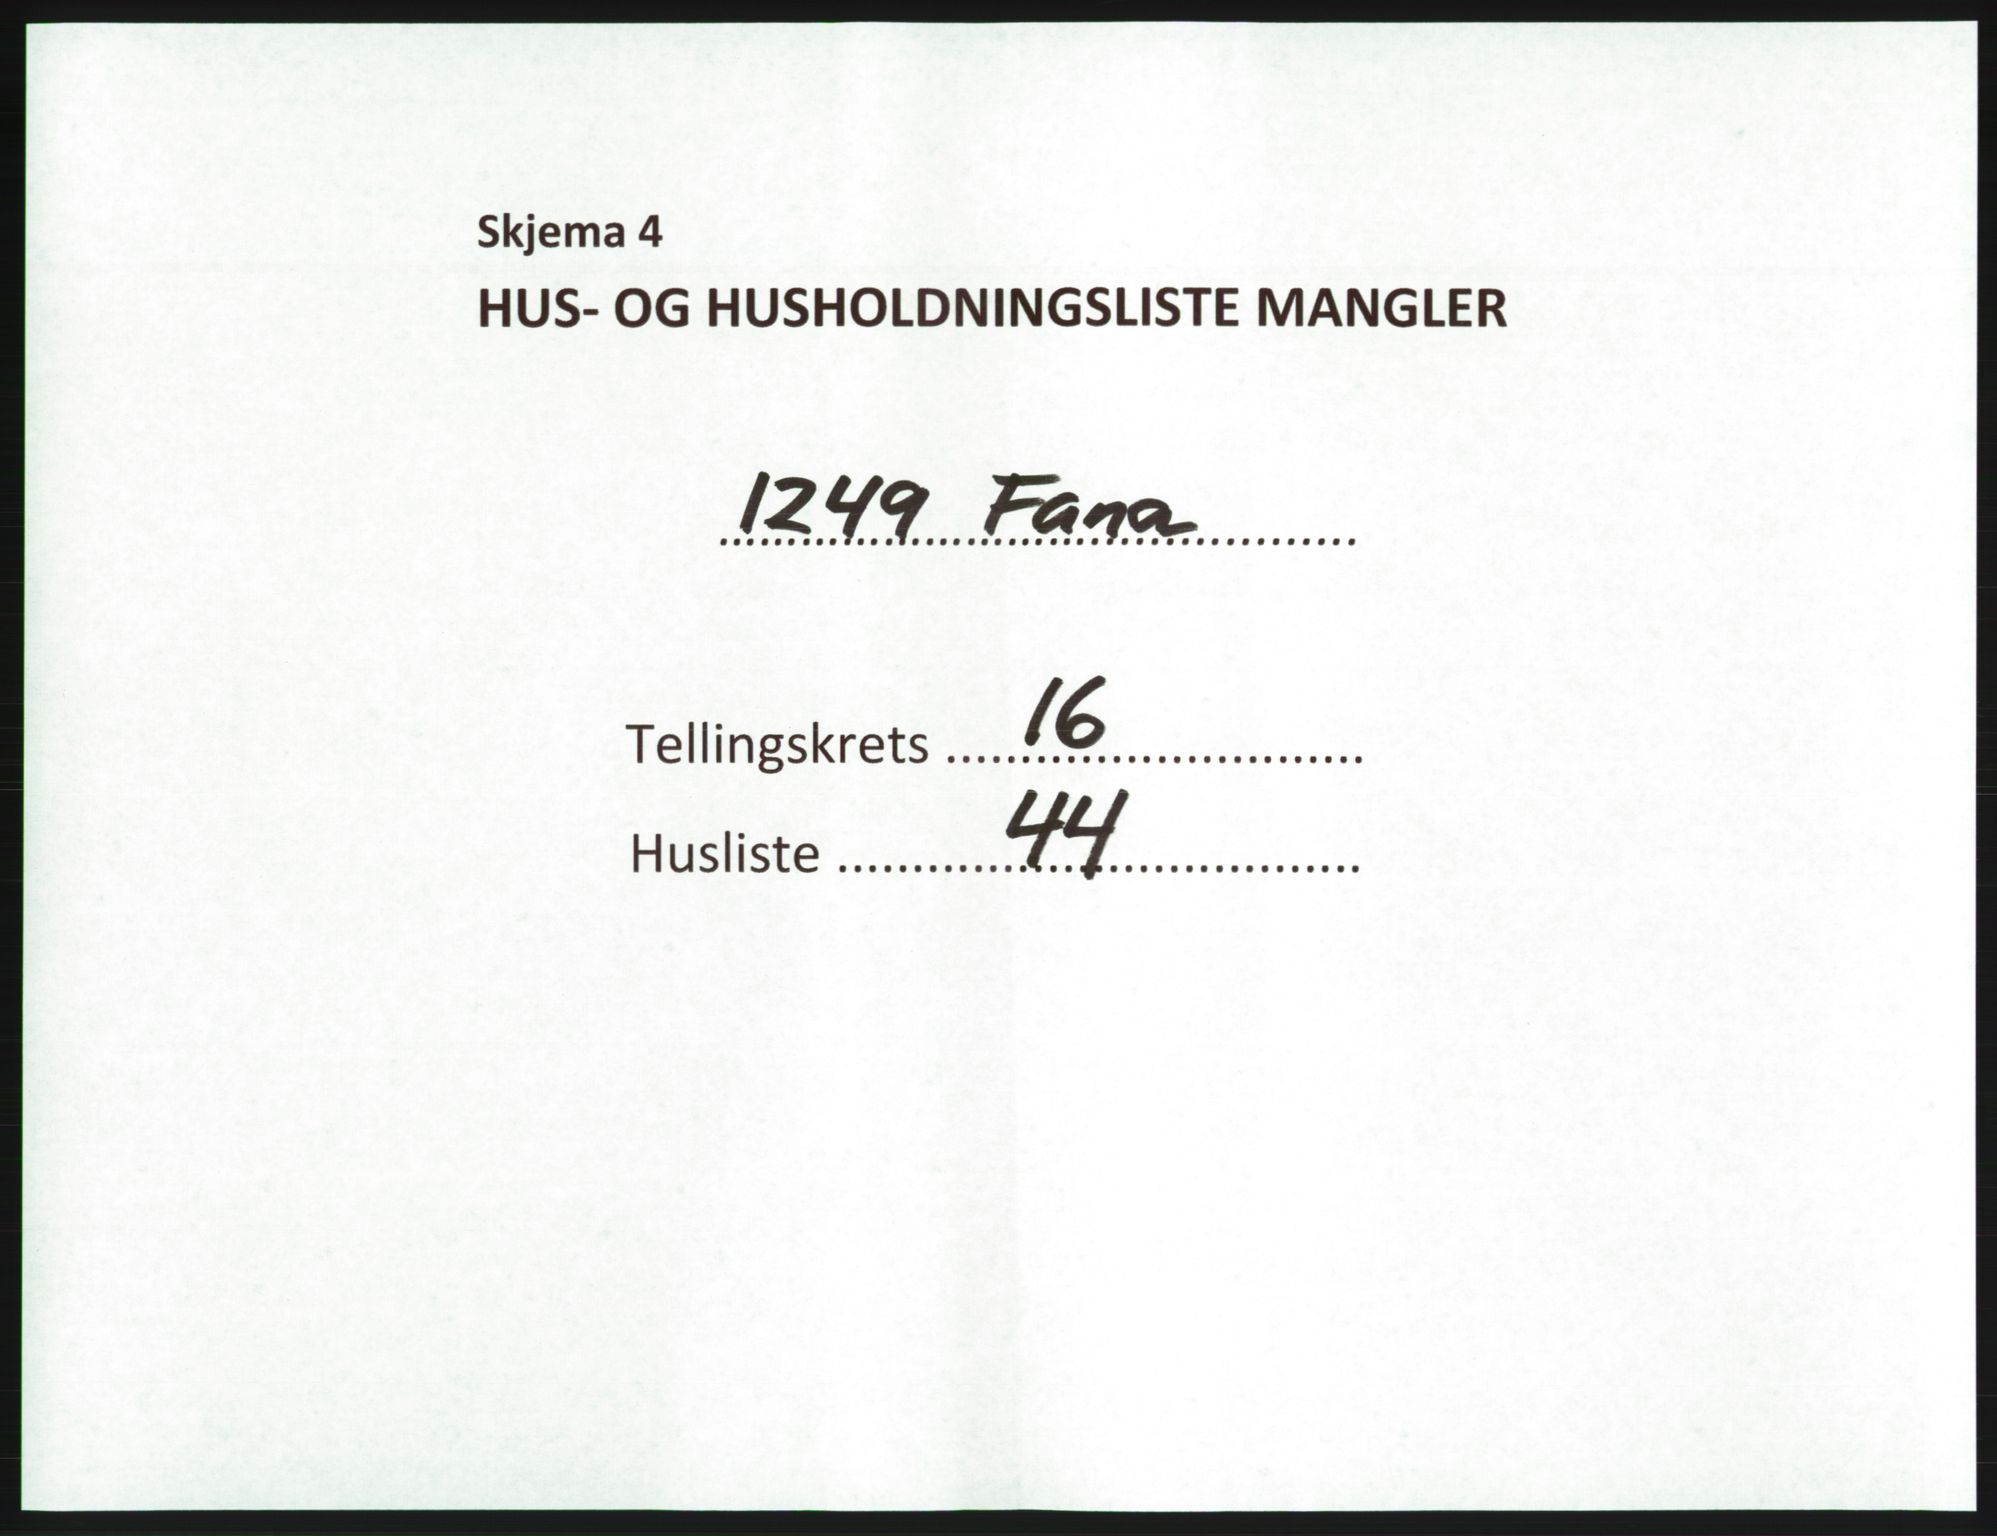 Skjema 4
HUS- OG HUSHOLDNINGSLISTE MANGLER
1249 Fana
Tellingskrets 16
Husliste 44